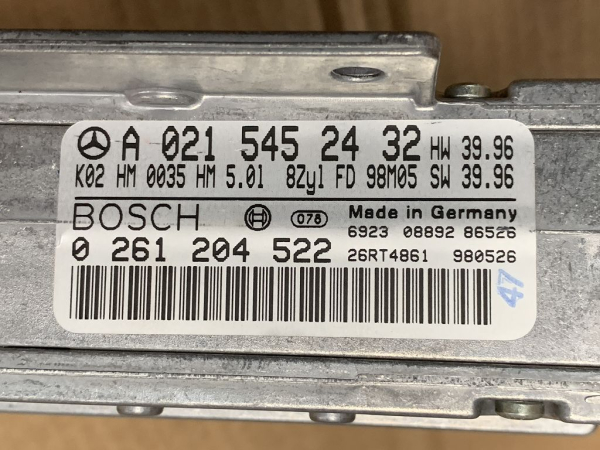 A 021 545 24 32 HW 39.96
K02 HM 0035 HM 5.01 8Zyl FD 98M05 SW 39.96
BOSCH 078 Made in Germany
6923 08892 86526
0 261 204 522 26RT4861 980526
47